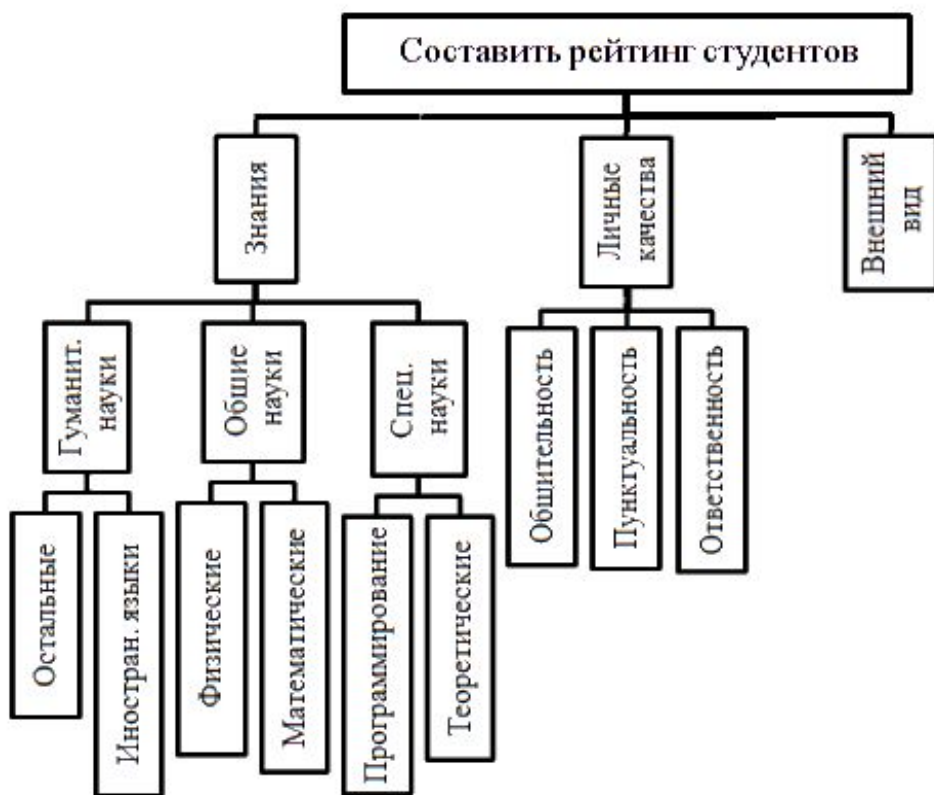 Составить рейтинг студентов
Знания
Личные
качества
Внешний
вид
Гуманит.
науки
Общие
науки
Спец.
науки
Общительность
Пунктуальность
Ответственность
Остальные
Иностран. языки
Физические
Математические
Программирование
Теоретические